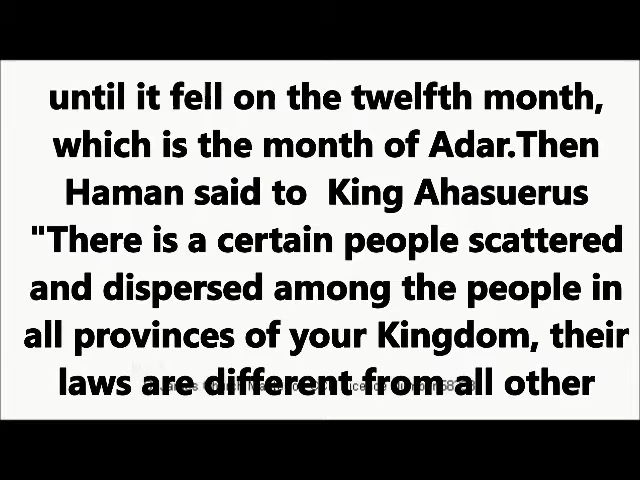 until it fell on the twelfth month,
which is the month of Adar.Then
Haman said to  King Ahasuerus
"There is a certain people scattered
and dispersed among the people in
all provinces of your Kingdom, their
laws are different from all other